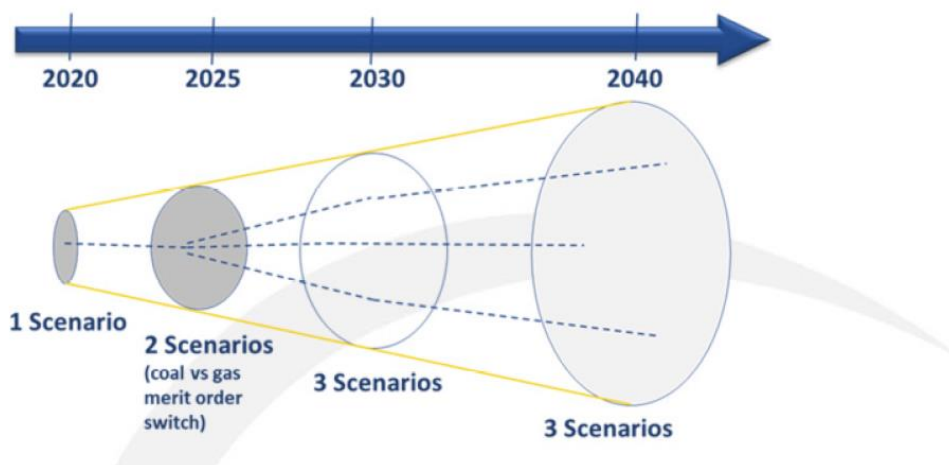 2020
2025
2030
2040
1 Scenario
2 Scenarios
(coal vs gas
merit order
switch)
3 Scenarios
3 Scenarios